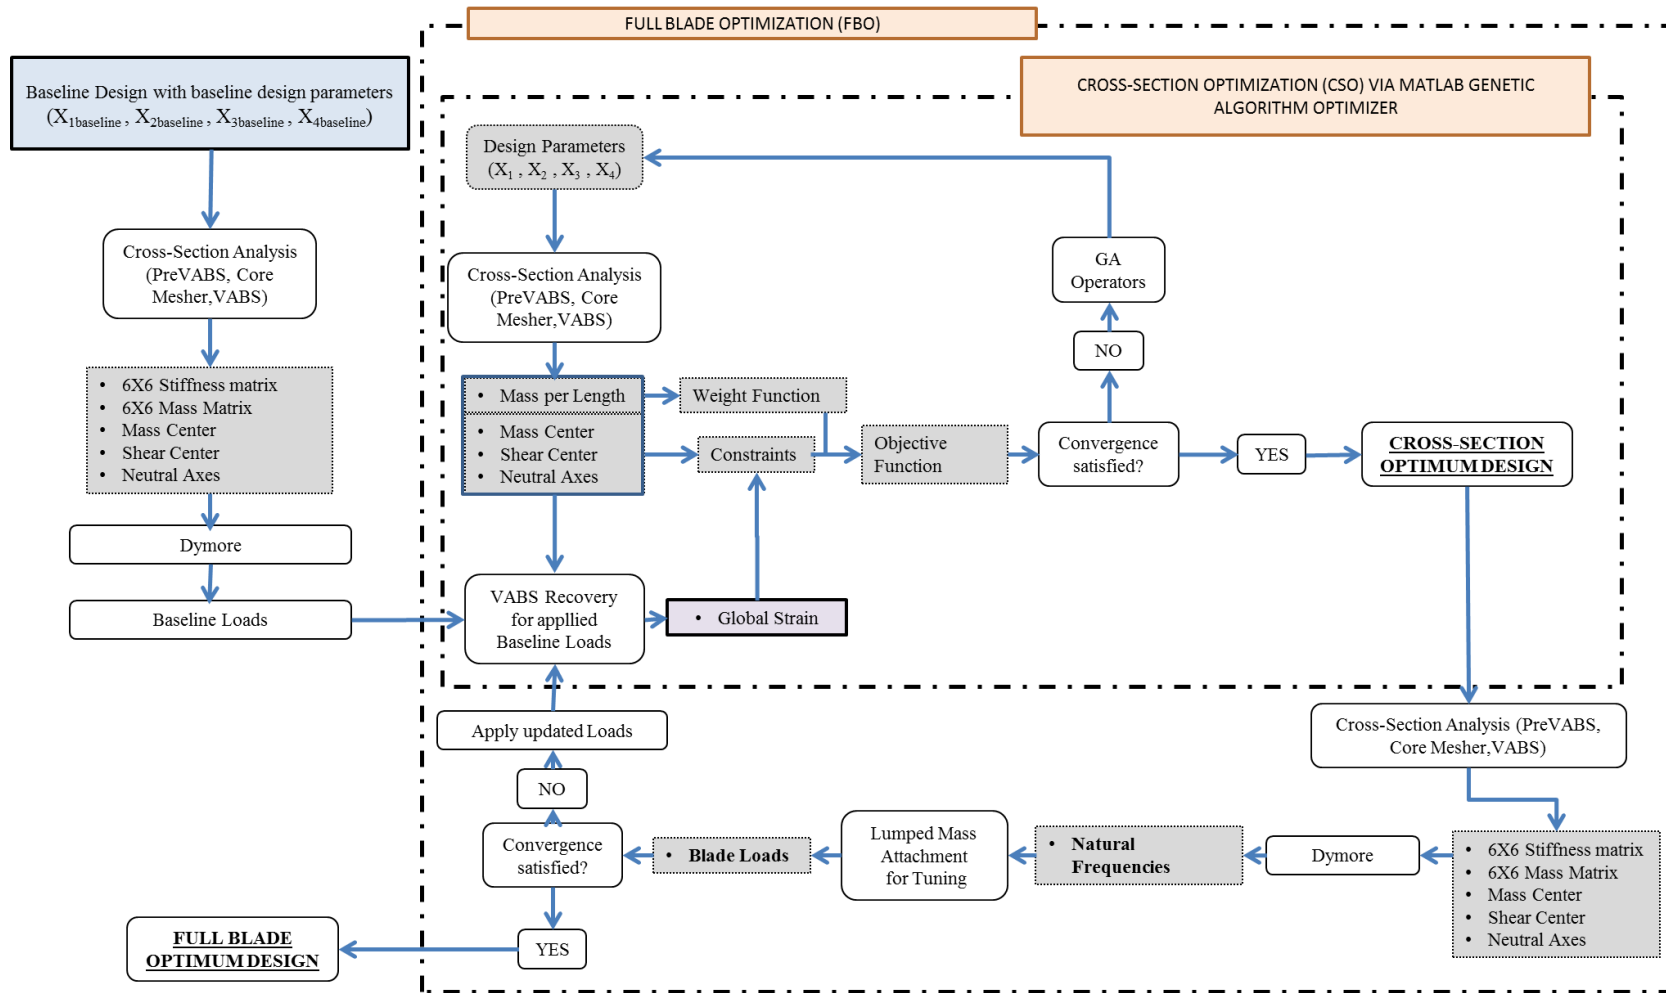 FULL BLADE OPTIMIZATION (FBO)
CROSS-SECTION OPTIMIZATION (CSO) VIA MATLAB GENETIC
ALGORITHM OPTIMIZER
Baseline Design with baseline design parameters
(X1baseline , X2baseline , X3baseline , X4baseline)
Cross-Section Analysis
(PreVABS, Core
Mesher,VABS)
• 6X6 Stiffness matrix
• 6X6 Mass Matrix
• Mass Center
• Shear Center
• Neutral Axes
Dymore
Baseline Loads
Design Parameters
(X1 , X2 , X3 , X4)
Cross-Section Analysis
(PreVABS, Core
Mesher,VABS)
• Mass per Length
• Mass Center
• Shear Center
• Neutral Axes
Weight Function
Constraints
Objective
Function
Convergence
satisfied?
NO
GA
Operators
YES
CROSS-SECTION
OPTIMUM DESIGN
VABS Recovery
for appllied
Baseline Loads
• Global Strain
Cross-Section Analysis (PreVABS,
Core Mesher,VABS)
• 6X6 Stiffness matrix
• 6X6 Mass Matrix
• Mass Center
• Shear Center
• Neutral Axes
Dymore
• Natural
Frequencies
Lumped Mass
Attachment
for Tuning
• Blade Loads
Convergence
satisfied?
NO
Apply updated Loads
YES
FULL BLADE
OPTIMUM DESIGN